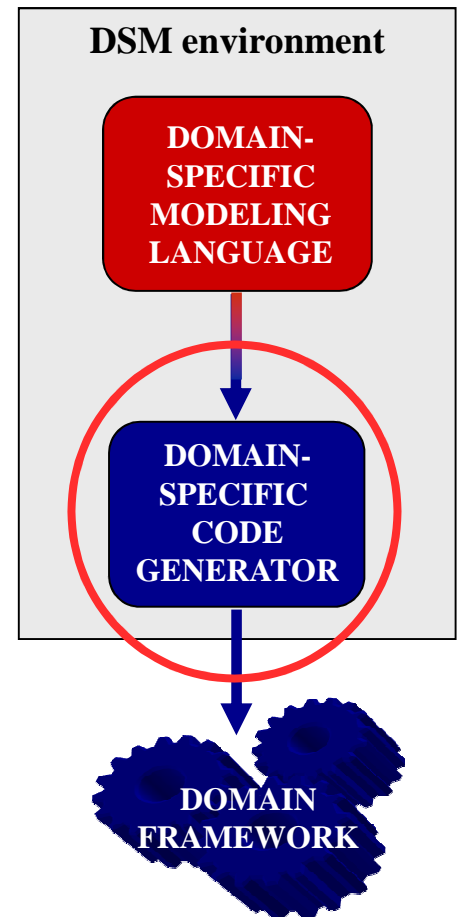 DSM environment
DOMAIN-
SPECIFIC
MODELING
LANGUAGE
DOMAIN-
SPECIFIC
CODE
GENERATOR
DOMAIN
FRAMEWORK